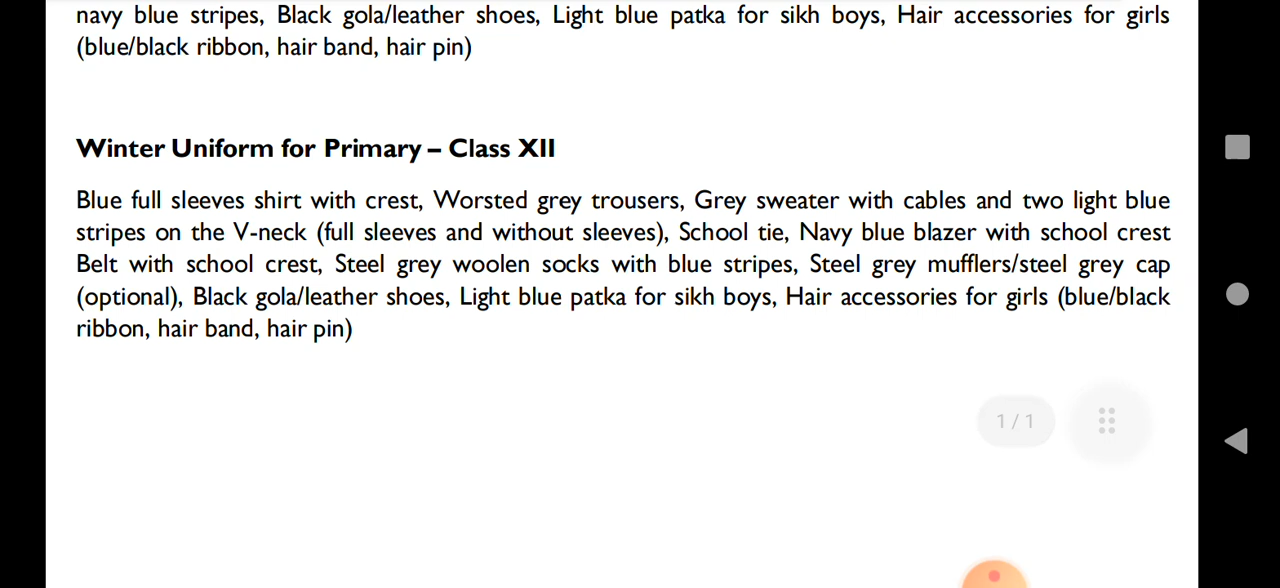 navy blue stripes, Black gola/leather shoes, Light blue patka for sikh boys, Hair accessories for girls
(blue/black ribbon, hair band, hair pin)
Winter Uniform for Primary – Class XII
Blue full sleeves shirt with crest, Worsted grey trousers, Grey sweater with cables and two light blue
stripes on the V-neck (full sleeves and without sleeves), School tie, Navy blue blazer with school crest
Belt with school crest, Steel grey woolen socks with blue stripes, Steel grey mufflers/steel grey cap
(optional), Black gola/leather shoes, Light blue patka for sikh boys, Hair accessories for girls (blue/black
ribbon, hair band, hair pin)
1 / 1